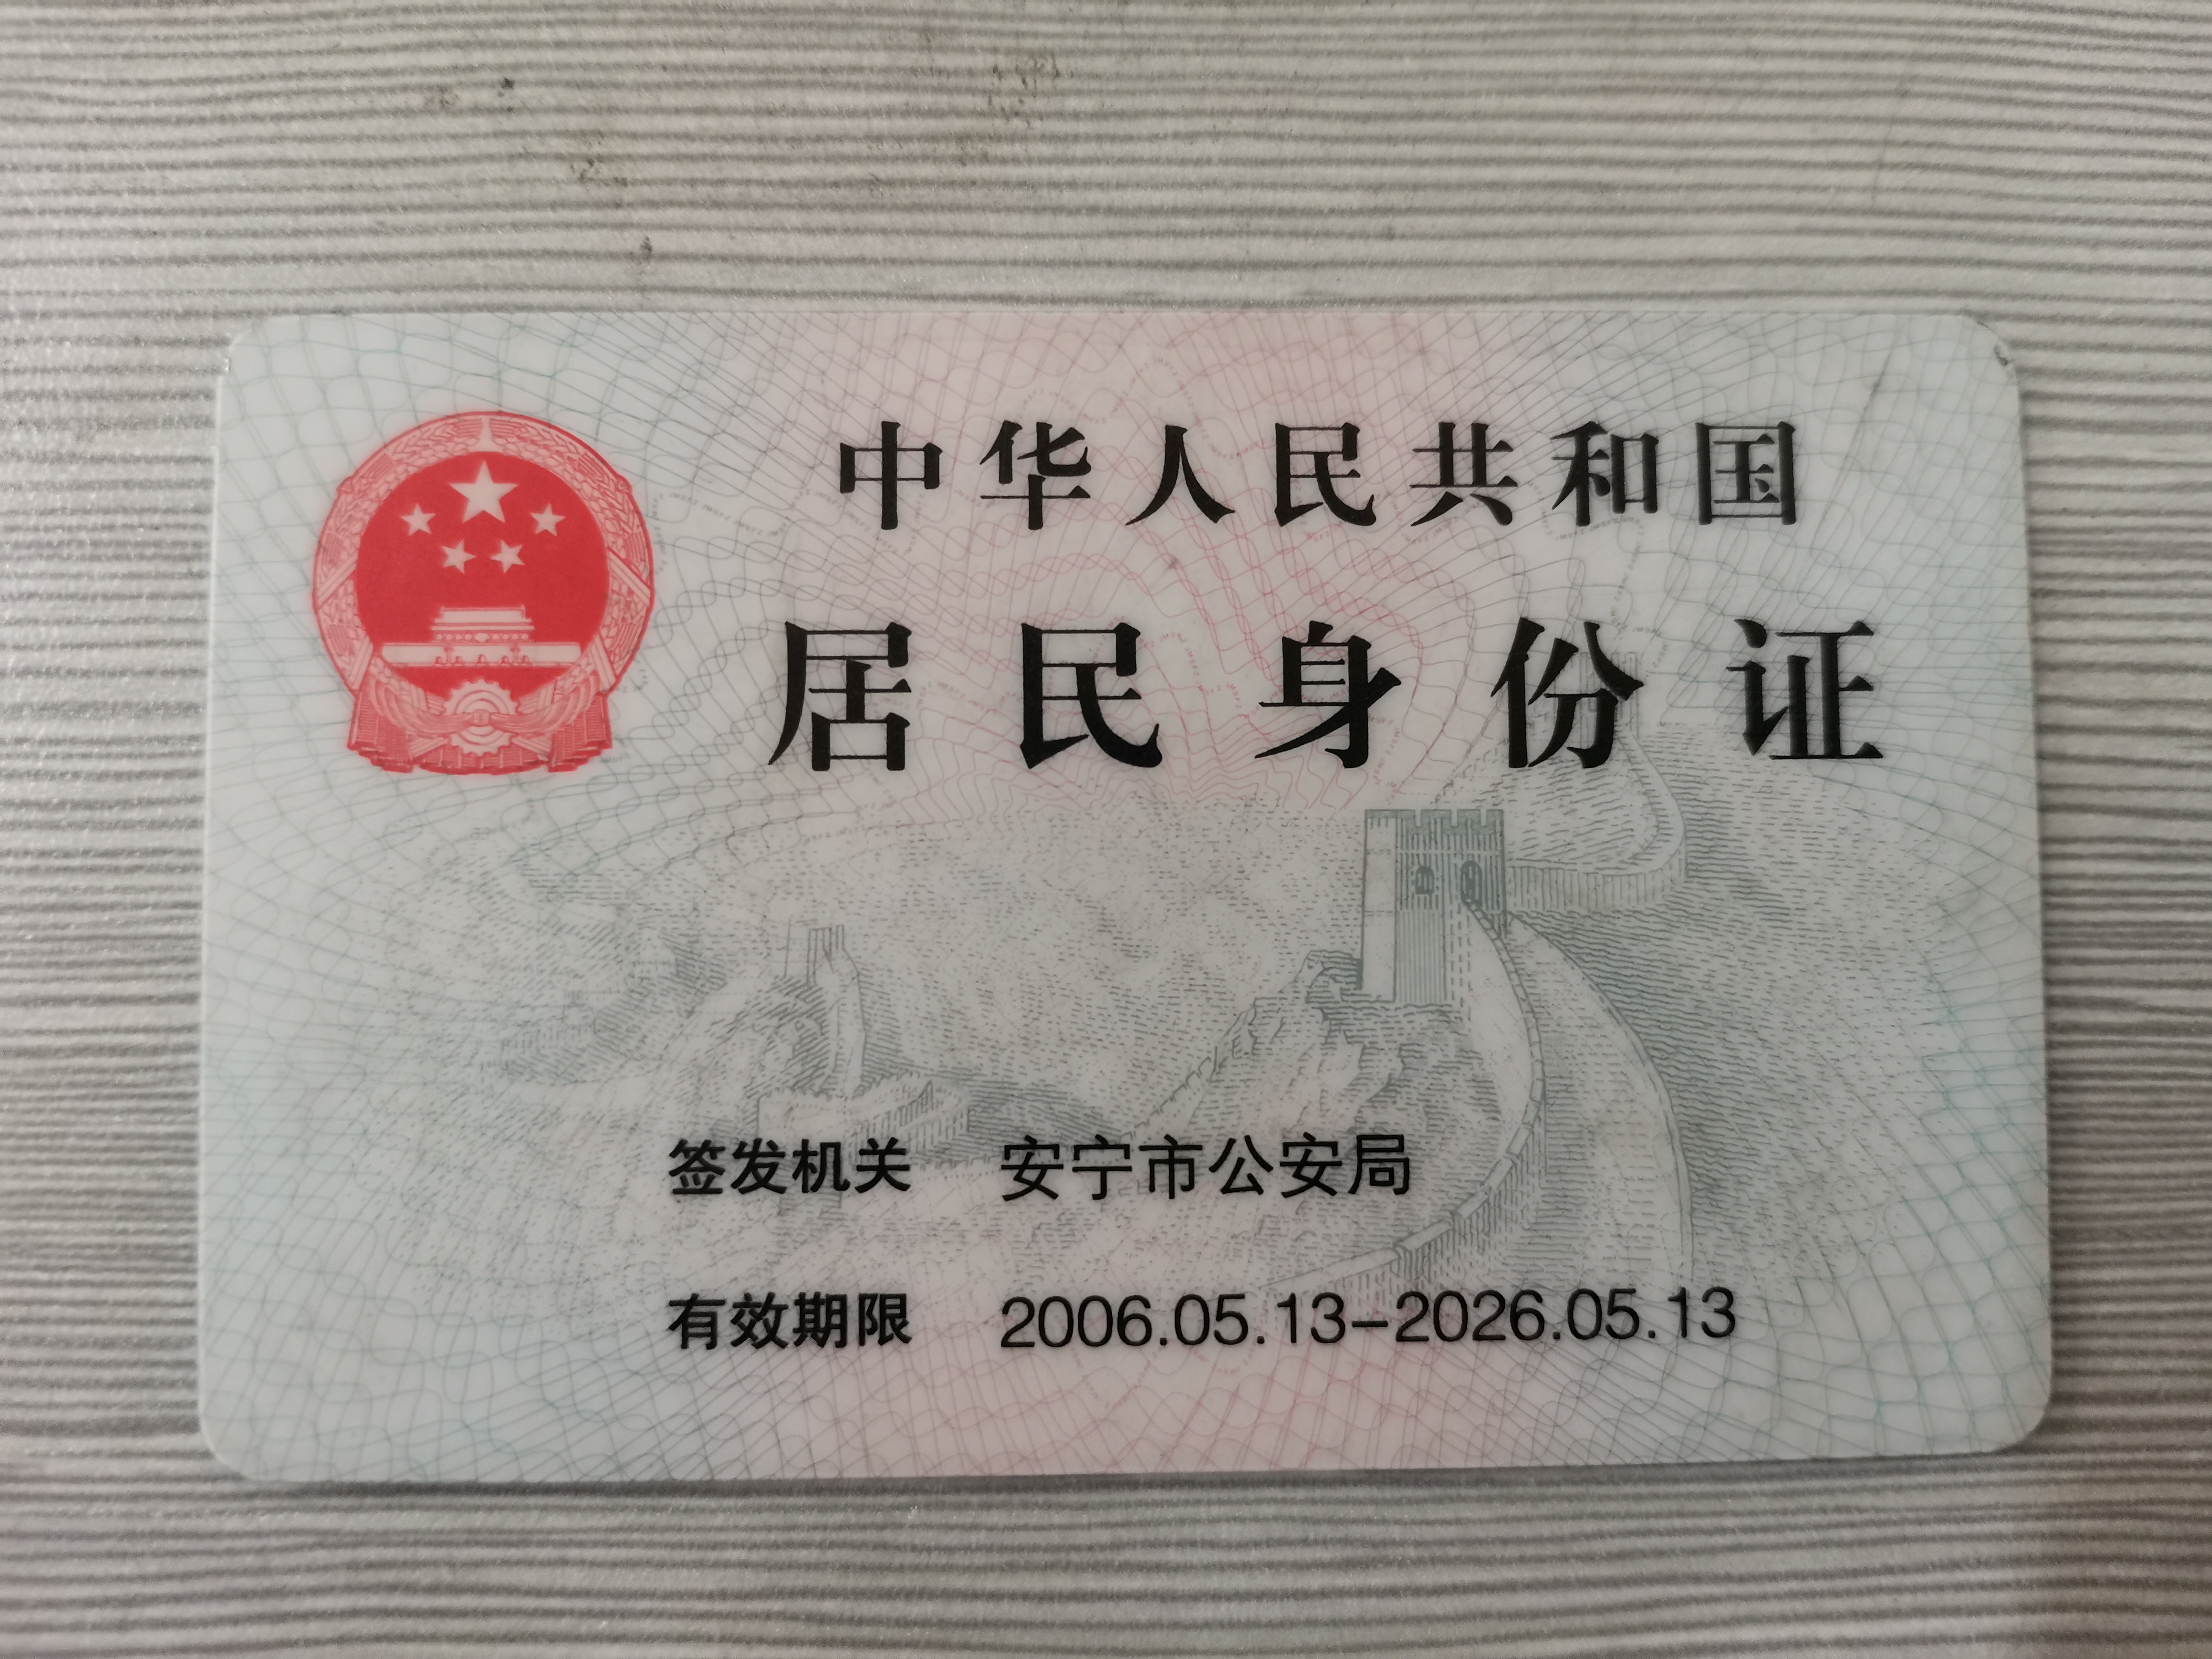 中华人民共和国
居民身份证
签发机关 安宁市公安局
有效期限 2006.05.13-2026.05.13